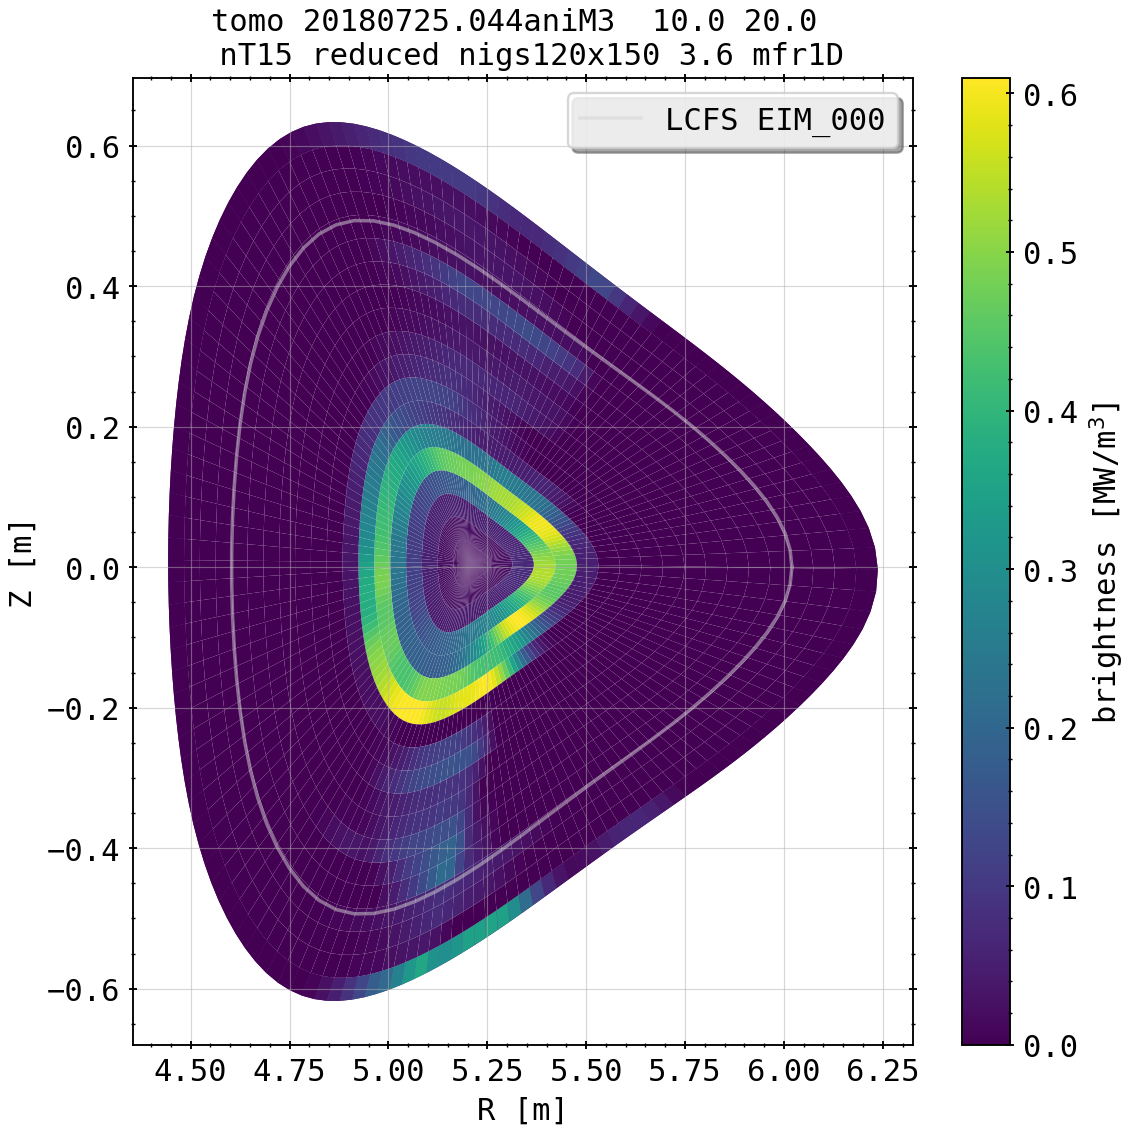 tomo 20180725.044aniM3  10.0 20.0
nT15 reduced nigs120x150 3.6 mfr1D
LCFS EIM_000
Z [m]
0.6
0.4
0.2
0.0
−0.2
−0.4
−0.6
4.50 4.75 5.00 5.25 5.50 5.75 6.00 6.25
R [m]
0.6
0.5
0.4
0.3
0.2
0.1
0.0
brightness [MW/m³]